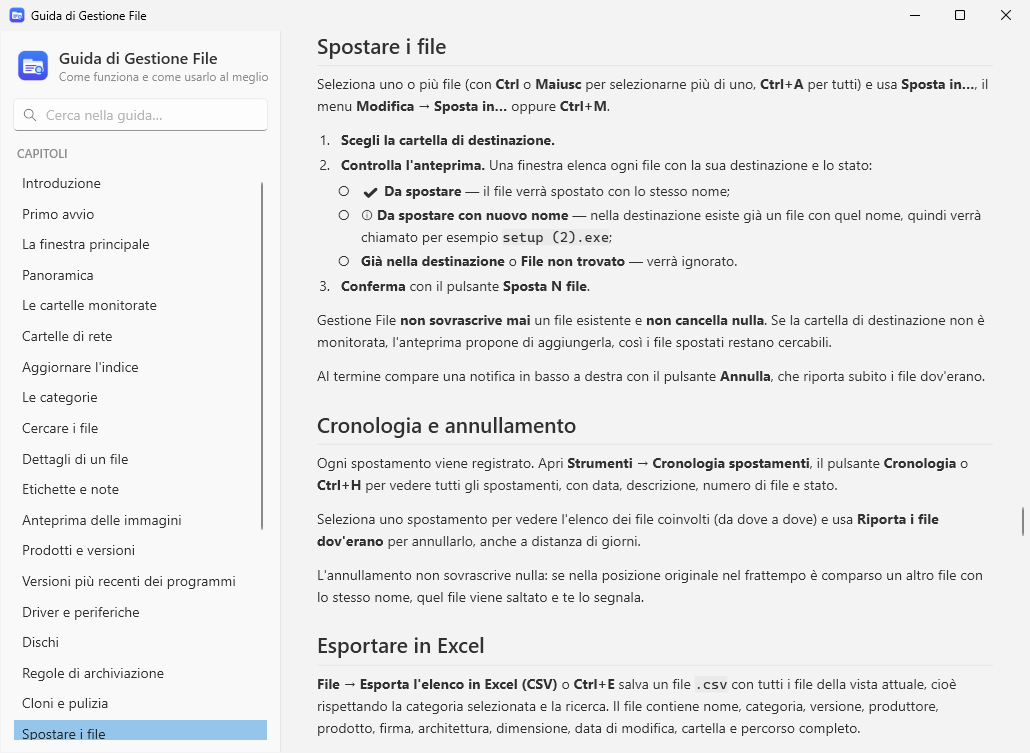 Guida di Gestione File
Guida di Gestione File
Come funziona e come usarlo al meglio
Cerca nella guida...
CAPITOLI
Introduzione
Primo avvio
La finestra principale
Panoramica
Le cartelle monitorate
Cartelle di rete
Aggiornare l'indice
Le categorie
Cercare i file
Dettagli di un file
Etichette e note
Anteprima delle immagini
Prodotti e versioni
Versioni più recenti dei programmi
Driver e periferiche
Dischi
Regole di archiviazione
Cloni e pulizia
Spostare i file
Spostare i file
Seleziona uno o più file (con Ctrl o Maiusc per selezionarne più di uno, Ctrl+A per tutti) e usa Sposta in..., il
menu Modifica → Sposta in... oppure Ctrl+M.
1. Scegli la cartella di destinazione.
2. Controlla l'anteprima. Una finestra elenca ogni file con la sua destinazione e lo stato:
✔ Da spostare — il file verrà spostato con lo stesso nome;
ⓘ Da spostare con nuovo nome — nella destinazione esiste già un file con quel nome, quindi verrà
chiamato per esempio setup (2).exe;
Già nella destinazione o File non trovato — verrà ignorato.
3. Conferma con il pulsante Sposta N file.
Gestione File non sovrascrive mai un file esistente e non cancella nulla. Se la cartella di destinazione non è
monitorata, l'anteprima propone di aggiungerla, così i file spostati restano cercabili.
Al termine compare una notifica in basso a destra con il pulsante Annulla, che riporta subito i file dov'erano.
Cronologia e annullamento
Ogni spostamento viene registrato. Apri Strumenti → Cronologia spostamenti, il pulsante Cronologia o
Ctrl+H per vedere tutti gli spostamenti, con data, descrizione, numero di file e stato.
Seleziona uno spostamento per vedere l'elenco dei file coinvolti (da dove a dove) e usa Riporta i file
dov'erano per annullarlo, anche a distanza di giorni.
L'annullamento non sovrascrive nulla: se nella posizione originale nel frattempo è comparso un altro file con
lo stesso nome, quel file viene saltato e te lo segnala.
Esportare in Excel
File → Esporta l'elenco in Excel (CSV) o Ctrl+E salva un file .csv con tutti i file della vista attuale, cioè
rispettando la categoria selezionata e la ricerca. Il file contiene nome, categoria, versione, produttore,
prodotto, firma, architettura, dimensione, data di modifica, cartella e percorso completo.